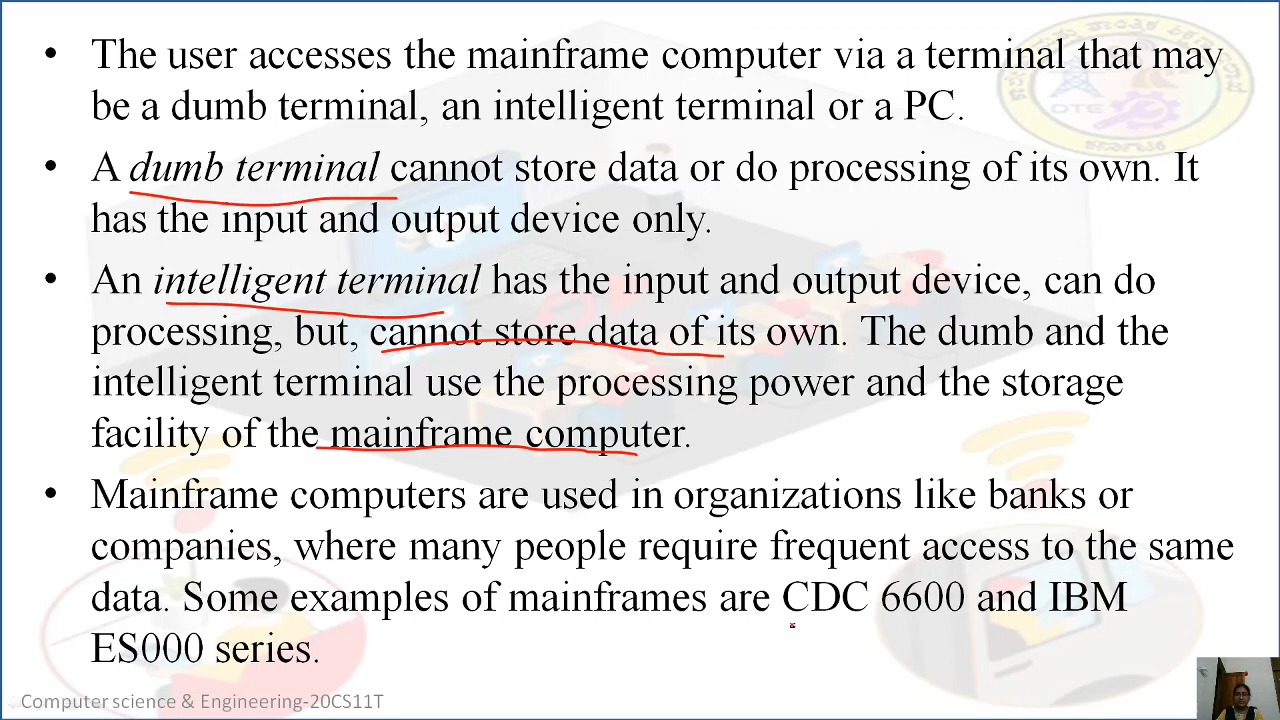 • The user accesses the mainframe computer via a terminal that may
be a dumb terminal, an intelligent terminal or a PC.
• A dumb terminal cannot store data or do processing of its own. It
has the input and output device only.
• An intelligent terminal has the input and output device, can do
processing, but, cannot store data of its own. The dumb and the
intelligent terminal use the processing power and the storage
facility of the mainframe computer.
• Mainframe computers are used in organizations like banks or
companies, where many people require frequent access to the same
data. Some examples of mainframes are CDC 6600 and IBM
ES000 series.
DTE
Computer science & Engineering-20CS11T